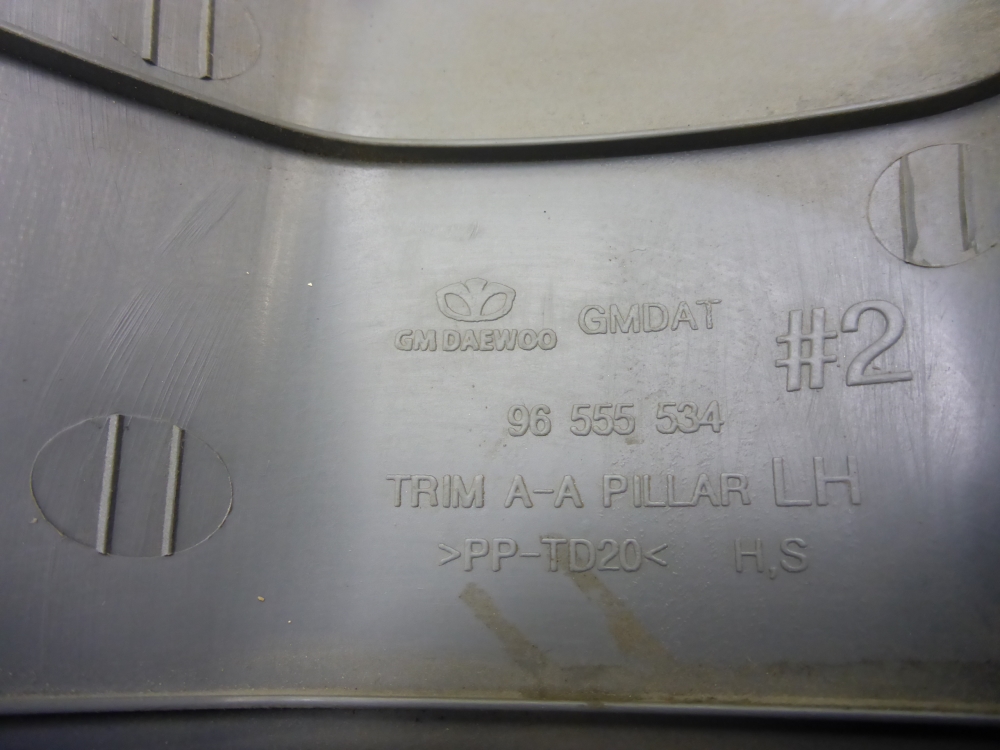 GM DAEWOO GMDAT #2
96 555 534
TRIM A-A PILLAR LH
>PP-TD20< H,S